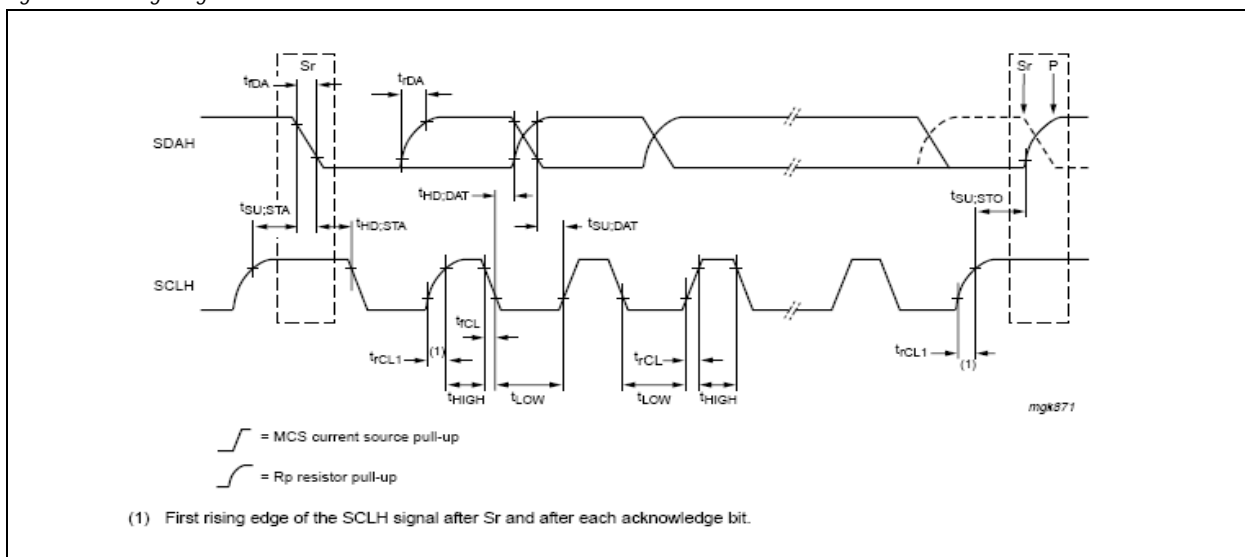 Sr
Sr P
tfDA
trDA
SDAH
tHD;DAT
tSU;STO
tSU;STA
tHD;STA
tSU;DAT
SCLH
tfCL
trCL1
(1)
trCL
trCL1
(1)
tHIGH
tLOW
tLOW
tHIGH
mgk871
= MCS current source pull-up
= Rp resistor pull-up
(1) First rising edge of the SCLH signal after Sr and after each acknowledge bit.